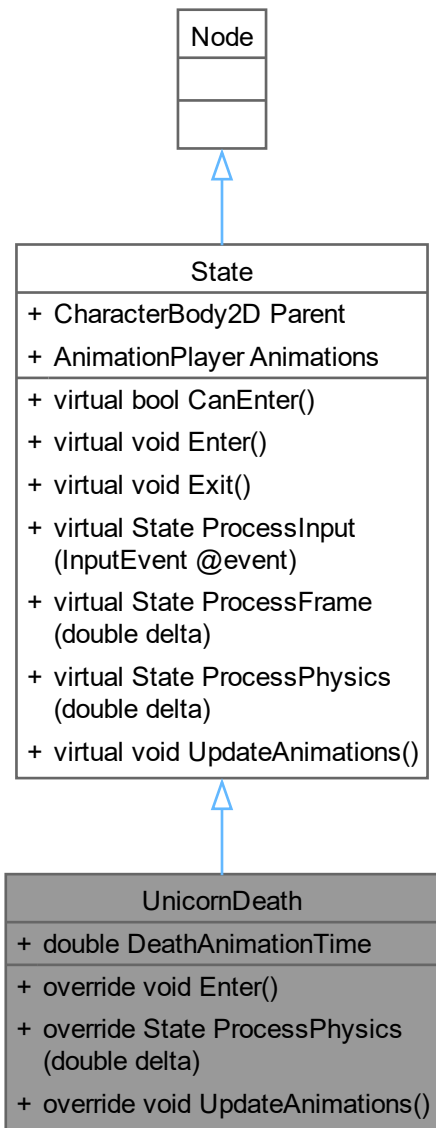 Node
State
+ CharacterBody2D Parent
+ AnimationPlayer Animations
+ virtual bool CanEnter()
+ virtual void Enter()
+ virtual void Exit()
+ virtual State ProcessInput
(InputEvent @event)
+ virtual State ProcessFrame
(double delta)
+ virtual State ProcessPhysics
(double delta)
+ virtual void UpdateAnimations()
UnicornDeath
+ double DeathAnimationTime
+ override void Enter()
+ override State ProcessPhysics
(double delta)
+ override void UpdateAnimations()